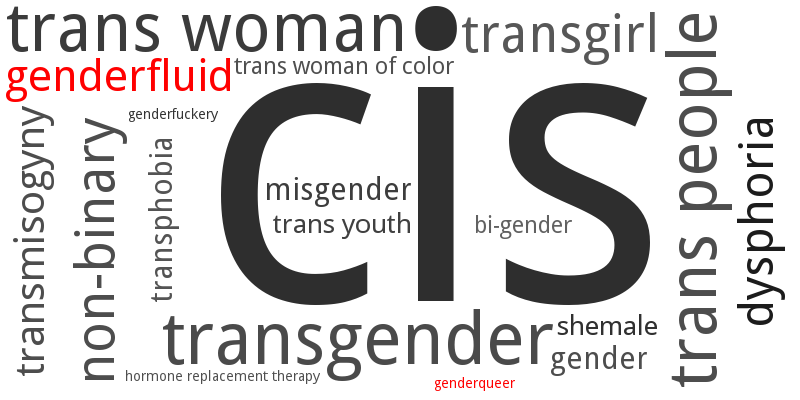 trans woman
transgirl
genderfluid
trans woman of color
genderfuckery
cis
misgender
trans youth
bi-gender
transmisogyny
non-binary
transphobia
trans people
dysphoria
transgender
shemale
gender
hormone replacement therapy
genderqueer